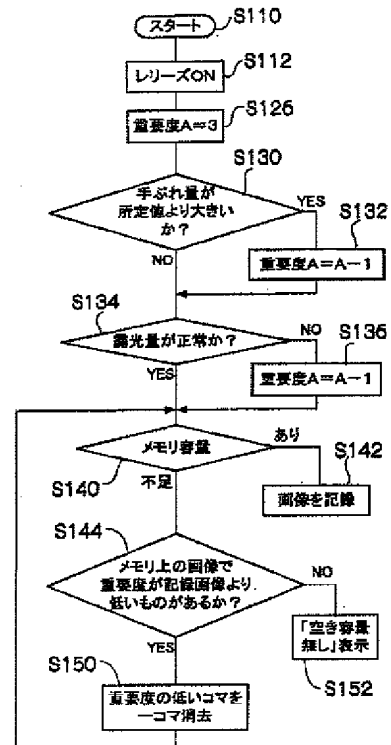 スタート
S110
レリーズON
S112
重要度A=3
S126
S130
手ぶれ量が
所定値より大きい
か？
YES
S132
重要度A=A-1
NO
S134
露光量が正常か？
NO
S136
重要度A=A-1
YES
メモリ容量
あり
S142
S140
不足
画像を記録
S144
メモリ上の画像で
重要度が記録画像より
低いものがあるか？
NO
「空き容量
無し」表示
YES
S150
S152
重要度の低いコマを
一コマ消去